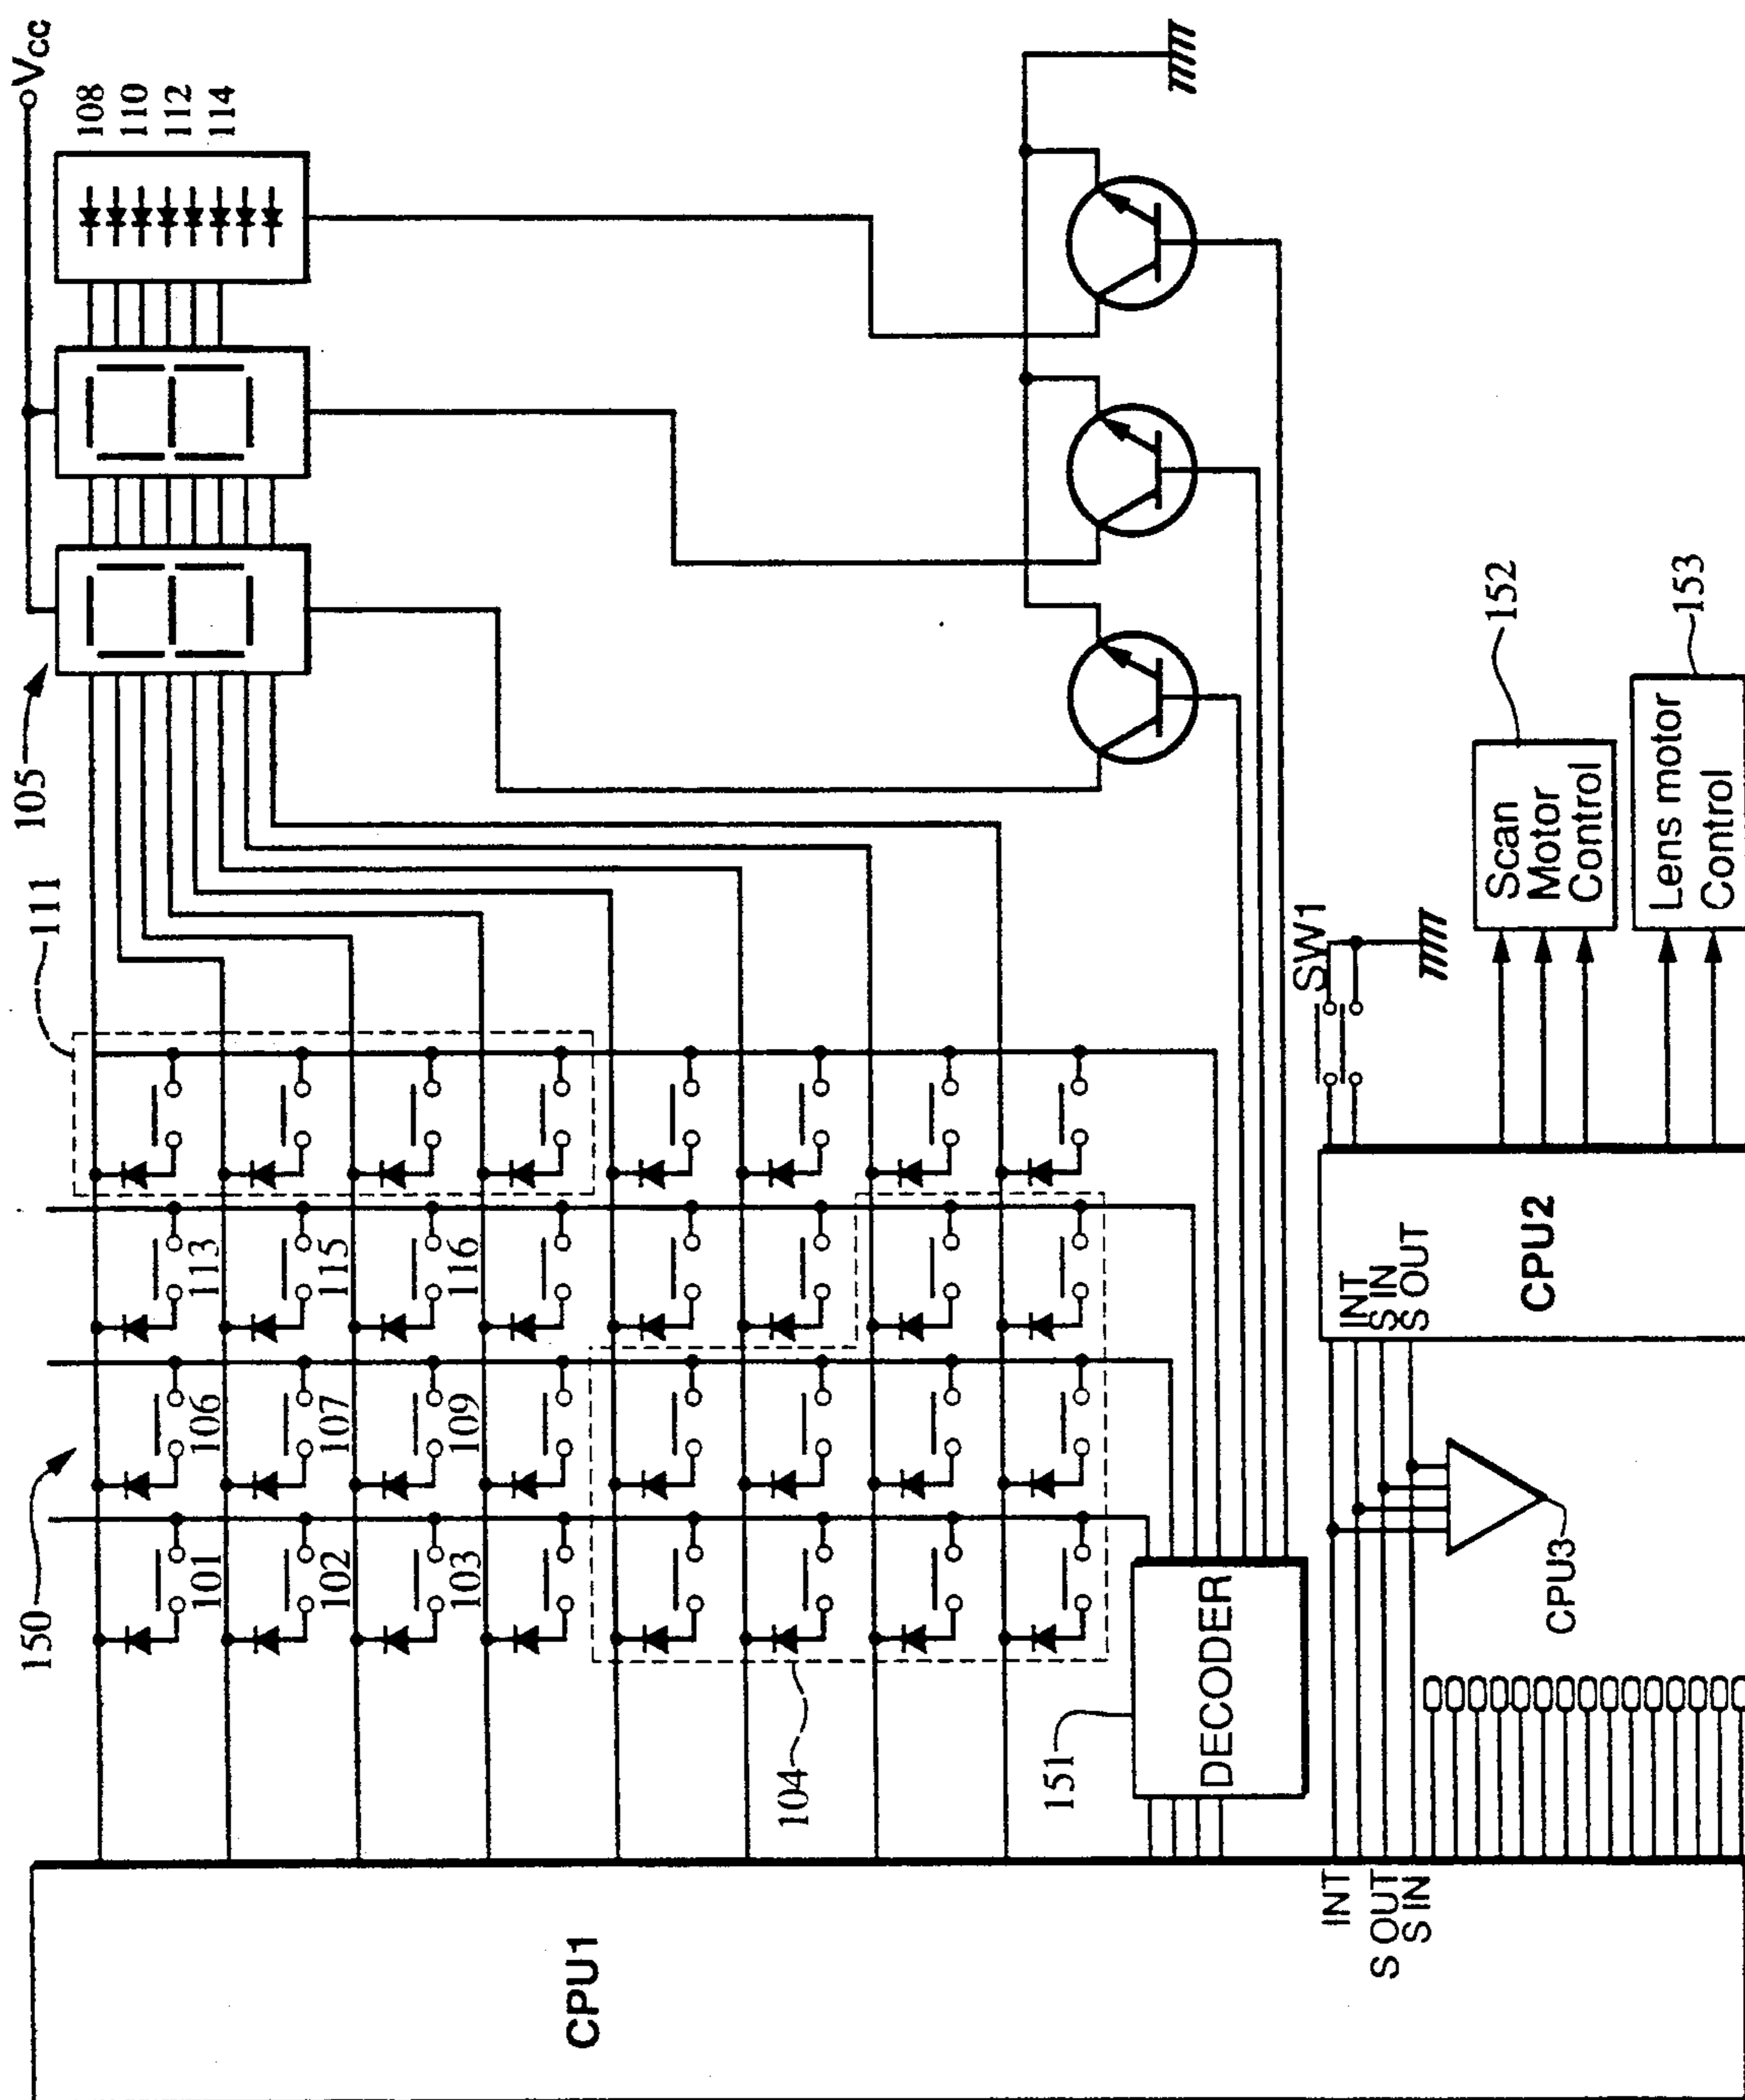 Vcc
108
110
112
114
105
111
150
101
102
103
106
107
109
113
115
116
104
151
DECODER
CPU1
INT
S OUT
S IN
CPU3
INT
S IN
S OUT
CPU2
SW1
Scan
Motor
Control
152
Lens motor
Control
153